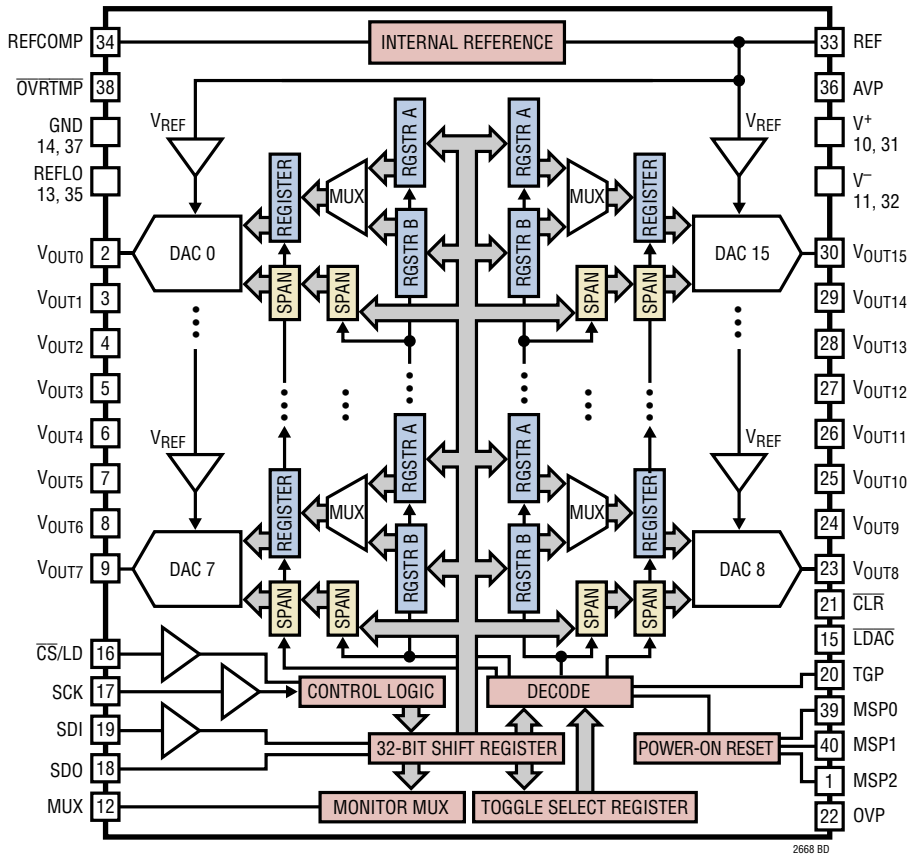 REFCOMP 34
INTERNAL REFERENCE
33 REF
OVRTMP 38
36 AVP
GND
14, 37
V+
10, 31
REFLO
13, 35
V–
11, 32
VREF
VREF
REGISTER
MUX
RGSTR A
RGSTR B
RGSTR A
RGSTR B
MUX
REGISTER
VOUT0 2
DAC 0
SPAN
SPAN
SPAN
SPAN
DAC 15
30 VOUT15
VOUT1 3
29 VOUT14
VOUT2 4
28 VOUT13
VOUT3 5
27 VOUT12
VOUT4 6
26 VOUT11
VOUT5 7
25 VOUT10
VOUT6 8
24 VOUT9
VREF
VREF
REGISTER
MUX
RGSTR A
RGSTR B
RGSTR A
RGSTR B
MUX
REGISTER
VOUT7 9
DAC 7
SPAN
SPAN
SPAN
SPAN
DAC 8
23 VOUT8
21 CLR
15 LDAC
CS/LD 16
20 TGP
SCK 17
CONTROL LOGIC
DECODE
39 MSP0
SDI 19
32-BIT SHIFT REGISTER
POWER-ON RESET
40 MSP1
SDO 18
1 MSP2
MUX 12
MONITOR MUX
TOGGLE SELECT REGISTER
22 OVP
2668 BD